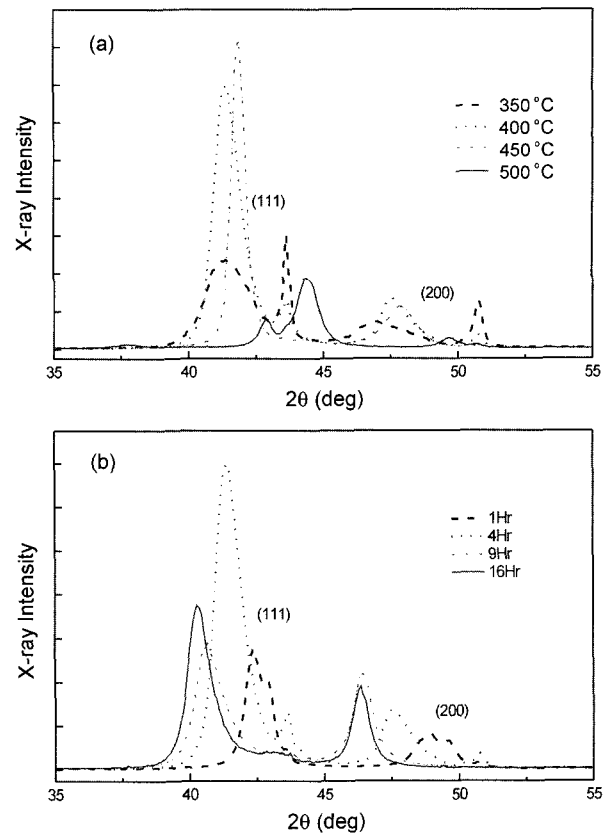 (a)
350 °C
400 °C
450 °C
500 °C
(111)
(200)
X-ray Intensity
35 40 45 50 55
2θ (deg)
(b)
1Hr
4Hr
9Hr
16Hr
(111)
(200)
X-ray Intensity
35 40 45 50 55
2θ (deg)